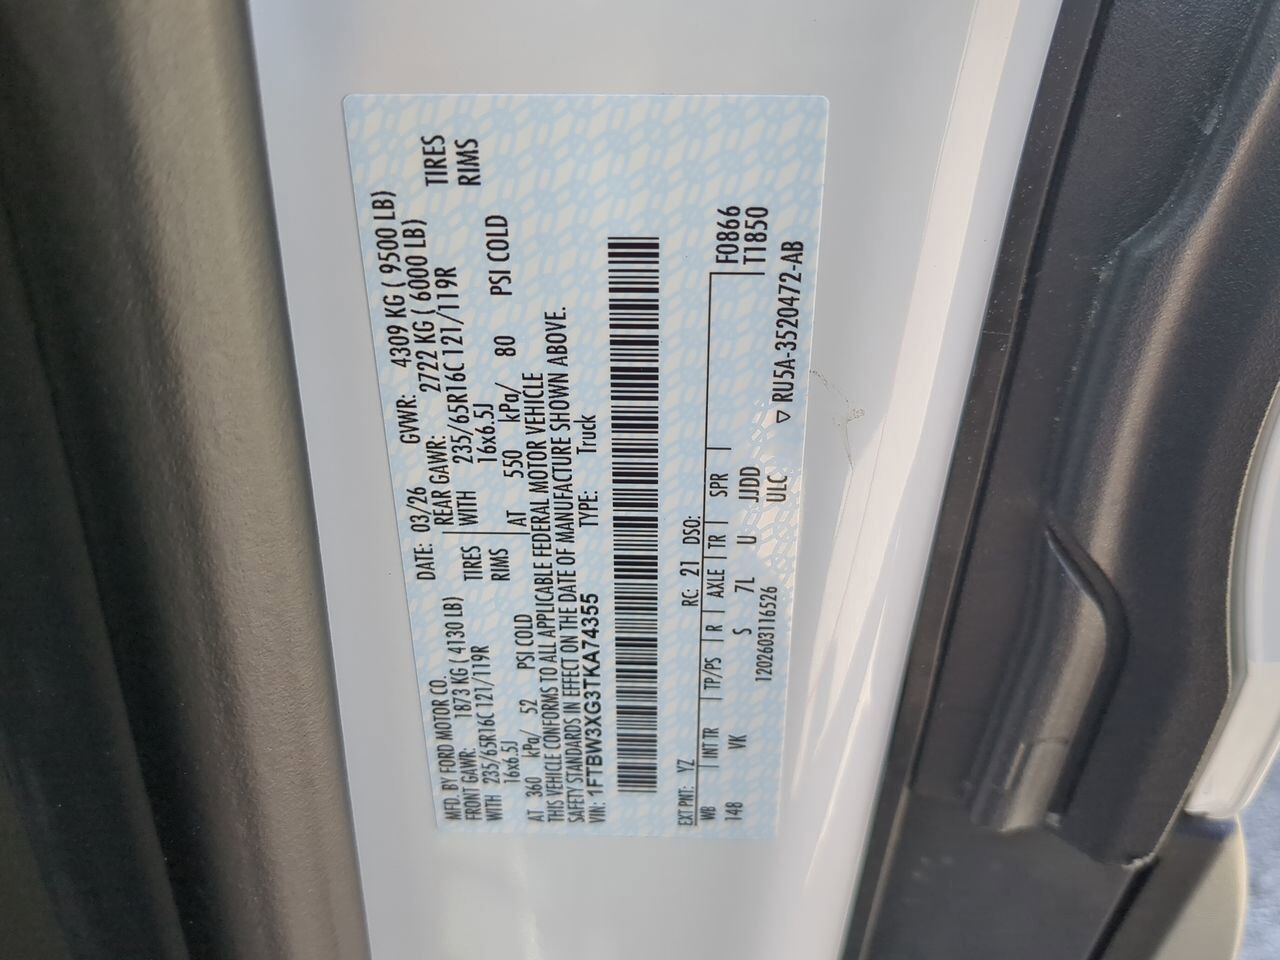 MFD. BY FORD MOTOR CO. DATE: 03/26 GVWR: 4309 KG ( 9500 LB)
FRONT GAWR: 1873 KG ( 4130 LB) REAR GAWR: 2722 KG ( 6000 LB)
WITH 235/65R16C 121/119R TIRES WITH 235/65R16C 121/119R TIRES
16x6.5J RIMS 16x6.5J RIMS
AT 360 kPa/ 52 PSI COLD AT 550 kPa/ 80 PSI COLD
THIS VEHICLE CONFORMS TO ALL APPLICABLE FEDERAL MOTOR VEHICLE
SAFETY STANDARDS IN EFFECT ON THE DATE OF MANUFACTURE SHOWN ABOVE.
VIN: 1FTBW3XG3TKA74355 TYPE: Truck
EXT PNT: YZ RC: 21 DSO: F0866
WB INT TR TP/PS R AXLE TR SPR T1850
148 VK S 7L U JJDD
1202603116526 ULC ▽ RU5A-3520472-AB